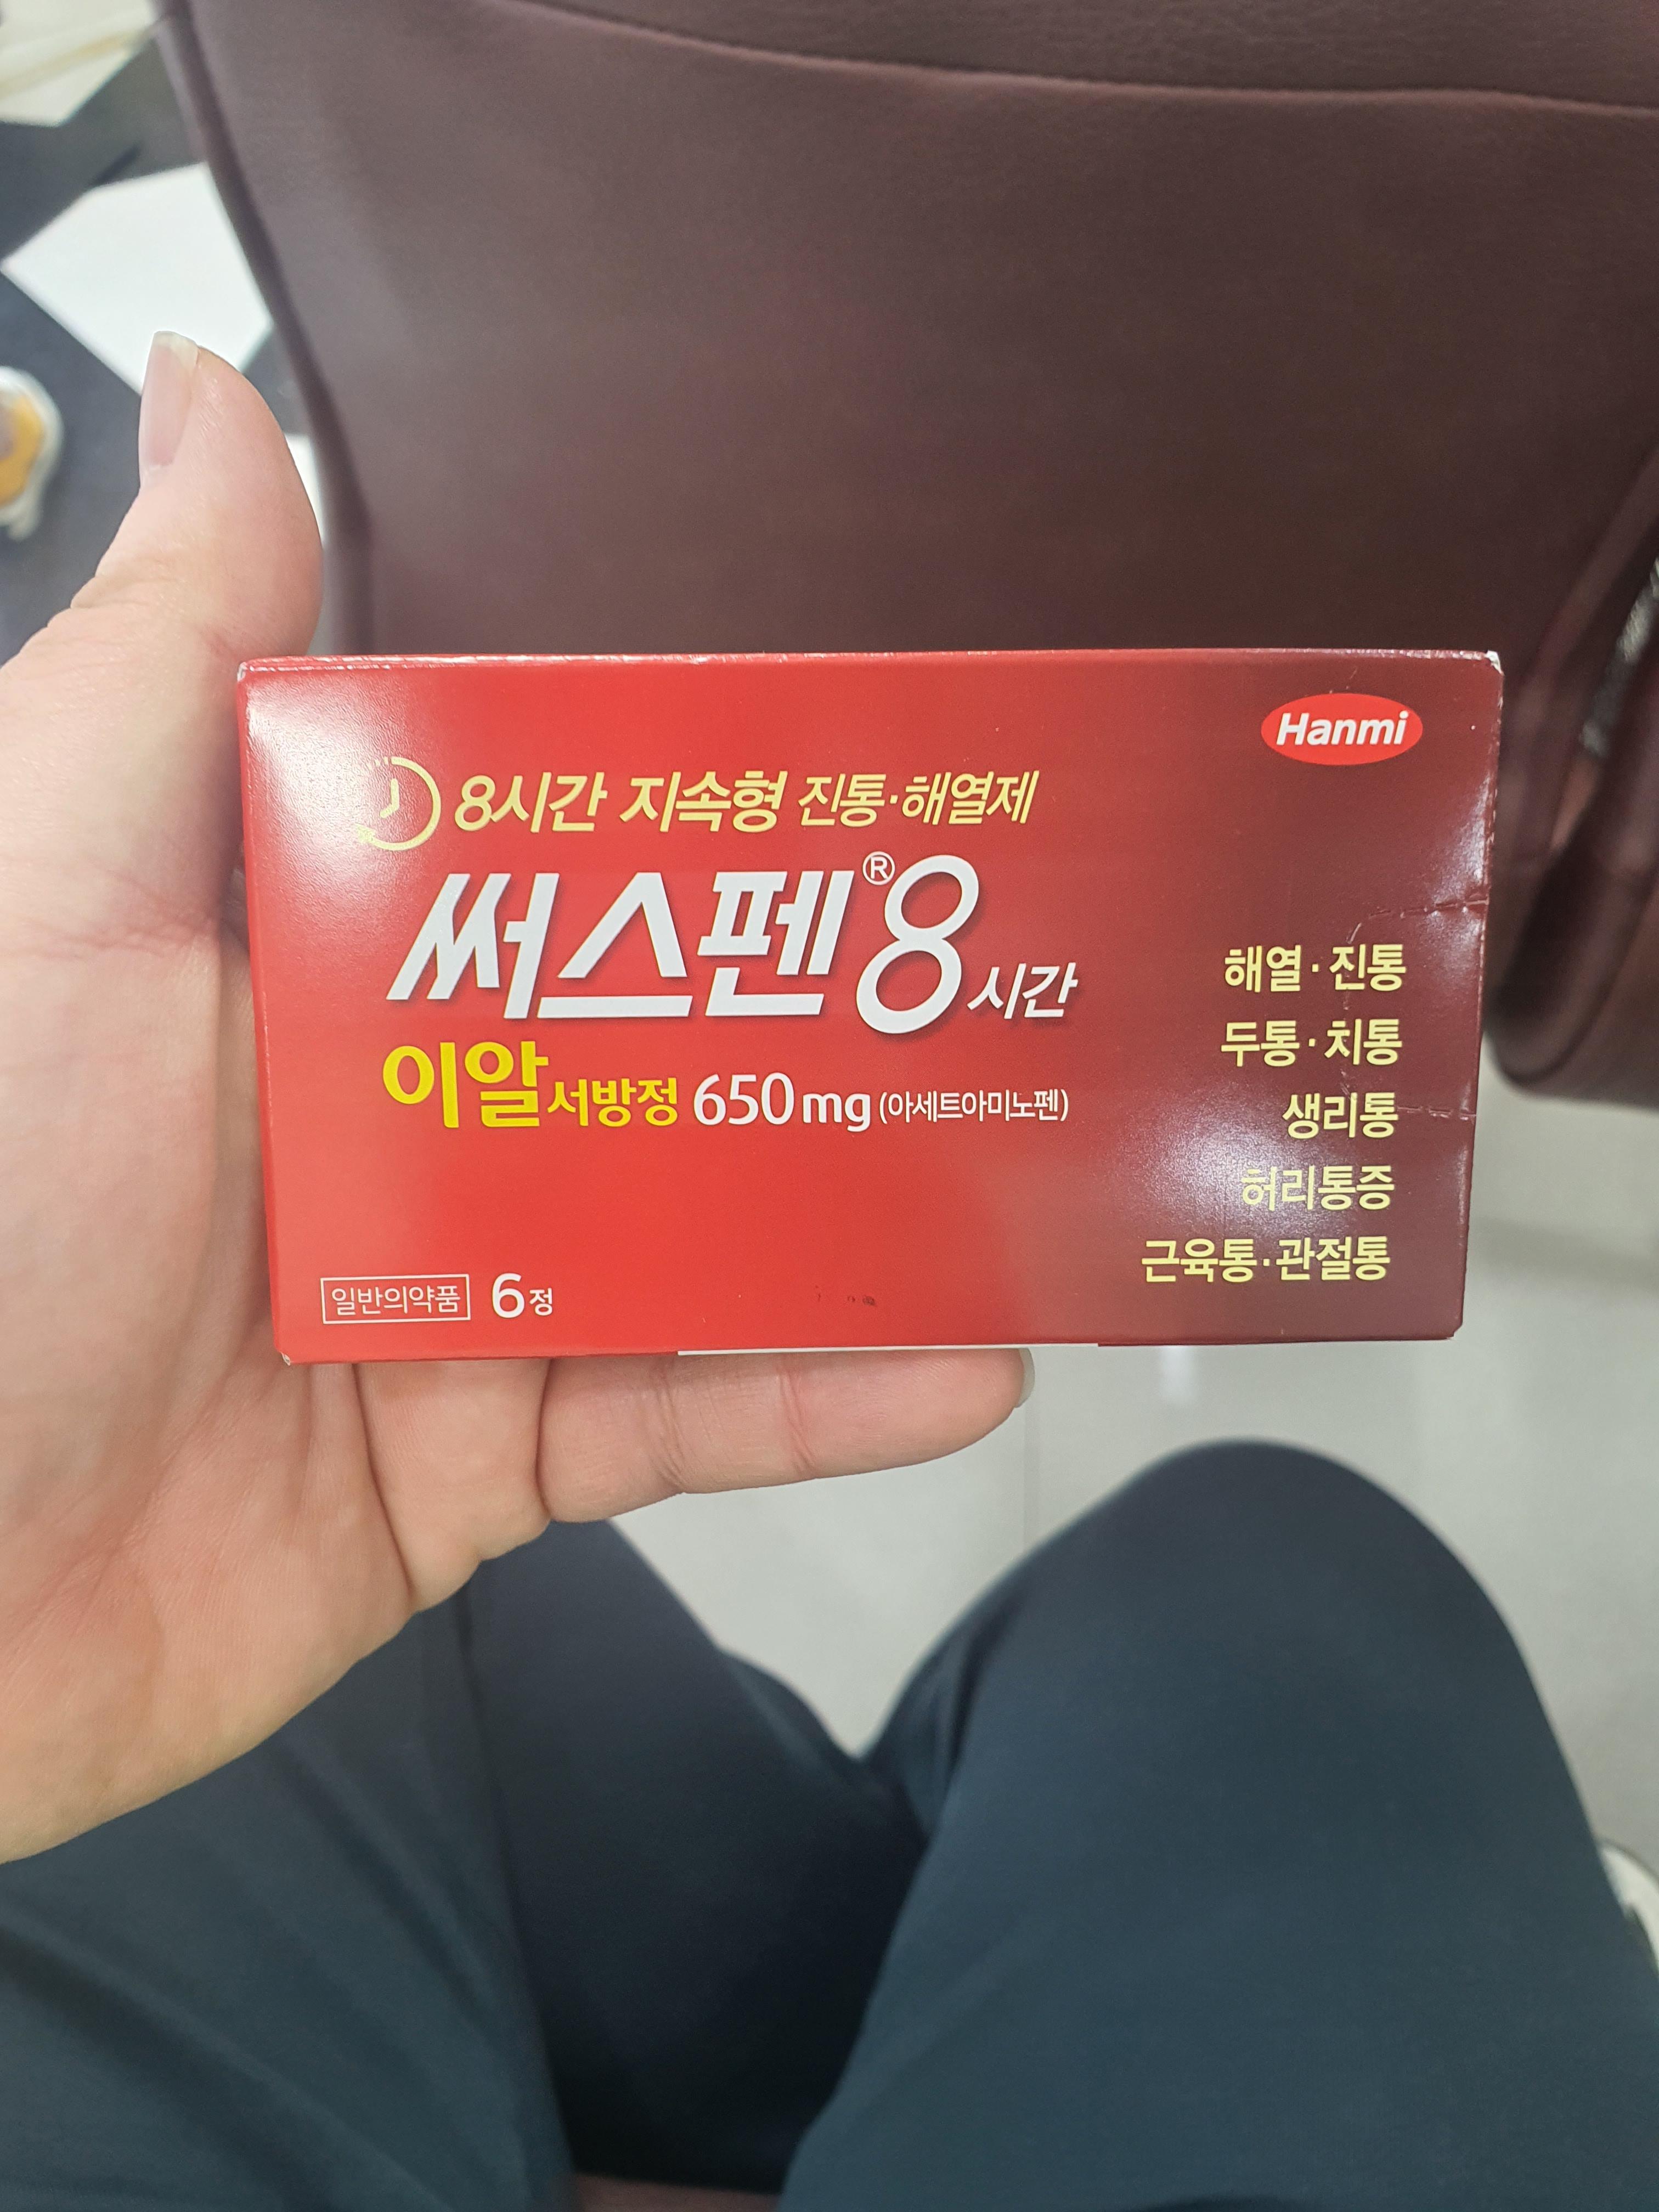 Hanmi
8시간 지속형 진통·해열제
써스펜®8시간
이알서방정 650mg (아세트아미노펜)
해열·진통
두통·치통
생리통
허리통증
근육통·관절통
일반의약품 6정